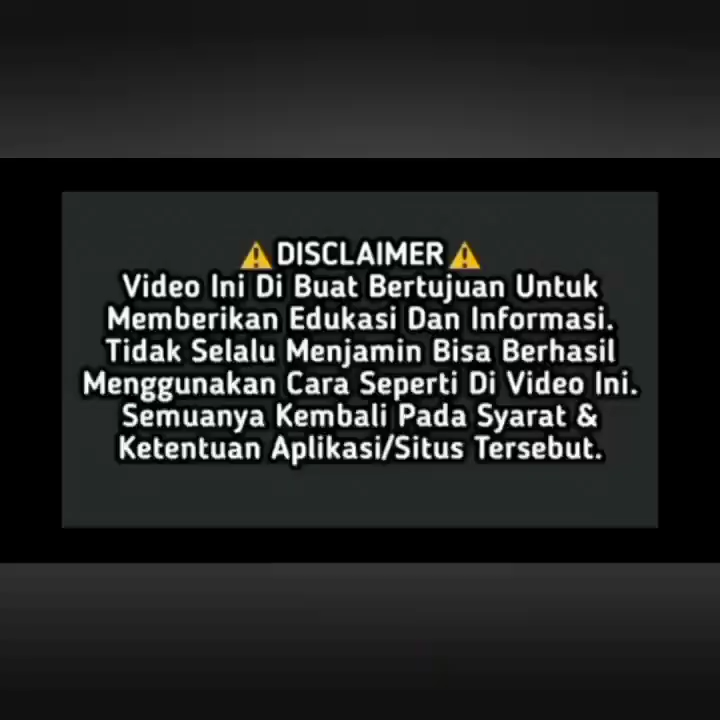 ⚠️DISCLAIMER⚠️
Video Ini Di Buat Bertujuan Untuk
Memberikan Edukasi Dan Informasi.
Tidak Selalu Menjamin Bisa Berhasil
Menggunakan Cara Seperti Di Video Ini.
Semuanya Kembali Pada Syarat &
Ketentuan Aplikasi/Situs Tersebut.